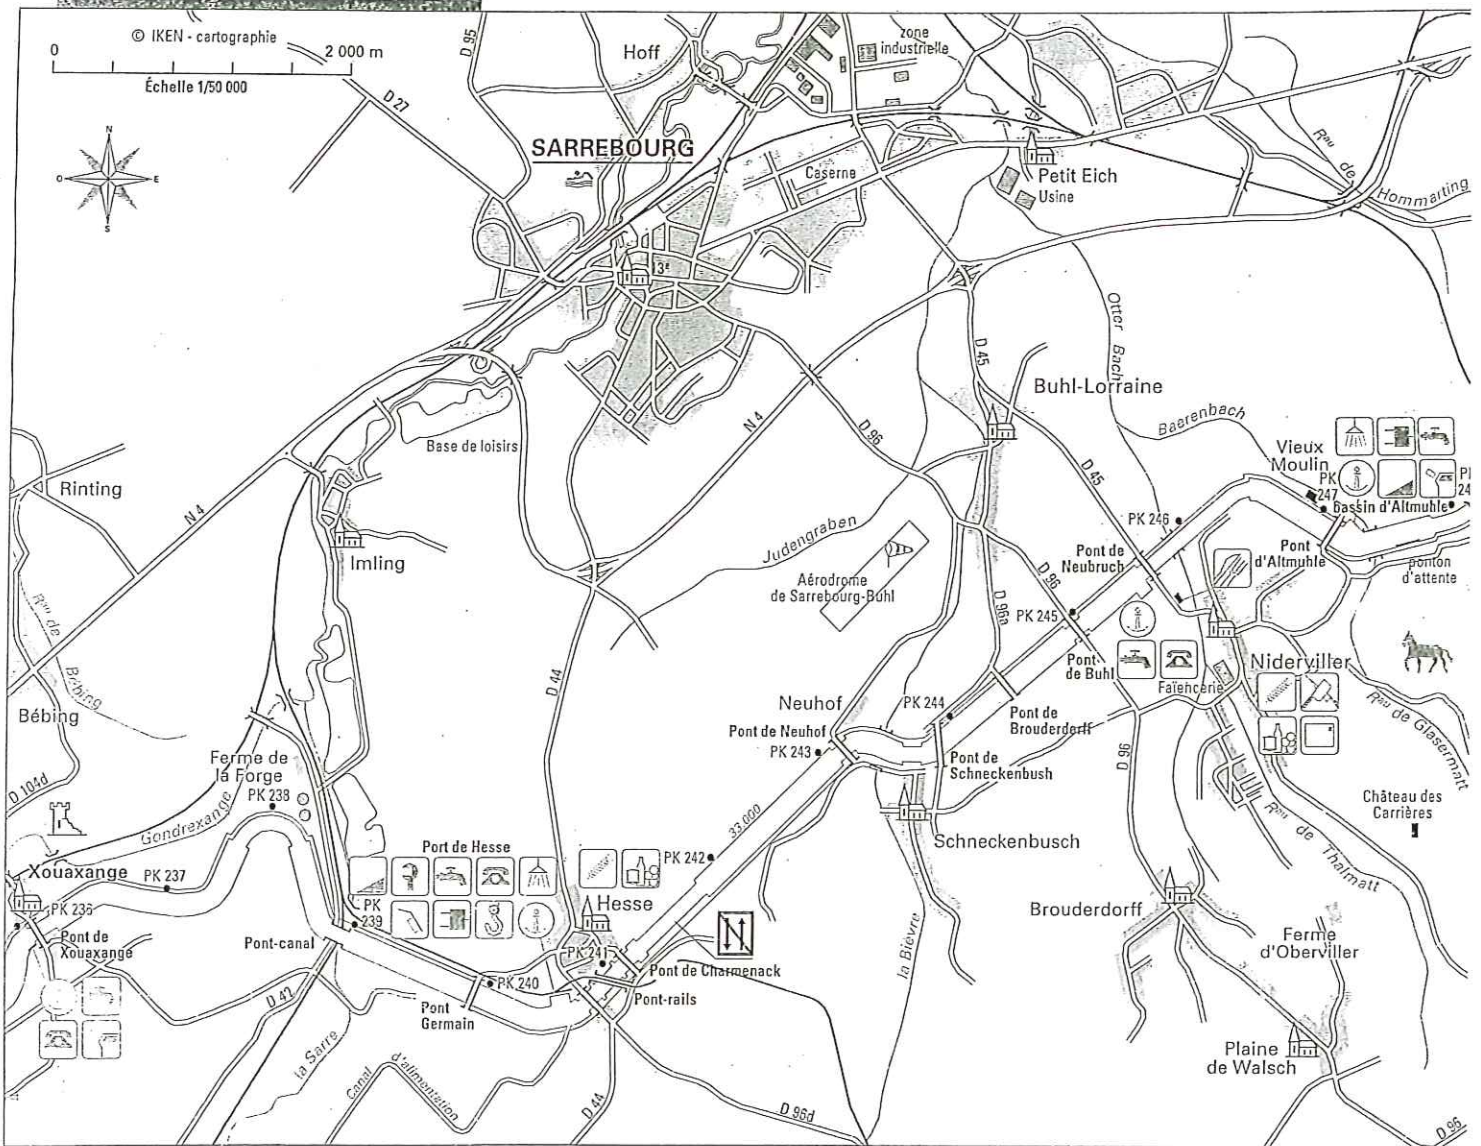 © IKEN - cartographie
0
2 000 m
Échelle 1/50 000
N
O
E
S
D 95
D 27
Hoff
zone
industrielle
SARREBOURG
Caserne
Petit Eich
Usine
Rau de
Hommarting
Otter Bach
D 45
Buhl-Lorraine
Baerenbach
Vieux
Moulin
PK
247
bassin d'Altmuhle
Base de loisirs
N 4
D 96
D 45
Rinting
N 4
Imling
Judengraben
PK 246
Pont de
Neubruch
Pont
d'Altmuhle
ponton
d'attente
Aérodrome
de Sarrebourg-Buhl
D 96
D 96a
PK 245
Rau de
Bébing
Bébing
D 44
Neuhof
PK 244
Pont
de Buhl
Faïencerie
Niderviller
Pont de Neuhof
PK 243
Pont de
Brouderdorff
Pont de
Schneckenbush
D 96
Rau de Glasermatt
Ferme de
la Forge
PK 238
D 104d
Gondrexange
33.000
Château des
Carrières
Rau de Thalmatt
Port de Hesse
Schneckenbusch
Xouaxange
PK 237
PK 242
PK 236
PK
239
Hesse
Brouderdorff
Pont de
Xouaxange
Pont-canal
PK 241
Pont de Charmenack
la Bièvre
Ferme
d'Oberviller
D 42
PK 240
Pont-rails
Pont
Germain
la Sarre
Canal
d'alimentation
Plaine
de Walsch
D 44
D 96d
D 96